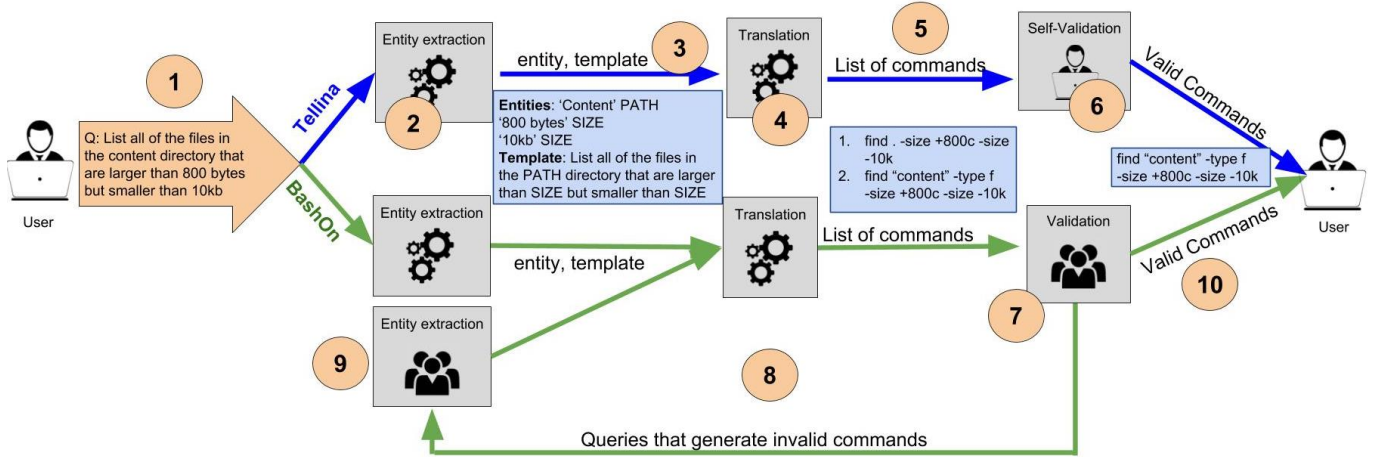 1
Q: List all of the files in
the content directory that
are larger than 800 bytes
but smaller than 10kb
User
Tellina
BashOn
Entity extraction
2
entity, template
3
Entities: ‘Content’ PATH
‘800 bytes’ SIZE
‘10kb’ SIZE
Template: List all of the files in
the PATH directory that are larger
than SIZE but smaller than SIZE
Translation
4
5
List of commands
1. find . -size +800c -size
-10k
2. find “content” -type f
-size +800c -size -10k
Self-Validation
6
Valid Commands
find “content” -type f
-size +800c -size -10k
User
Entity extraction
entity, template
Translation
List of commands
Validation
7
Valid Commands
10
Entity extraction
9
8
Queries that generate invalid commands